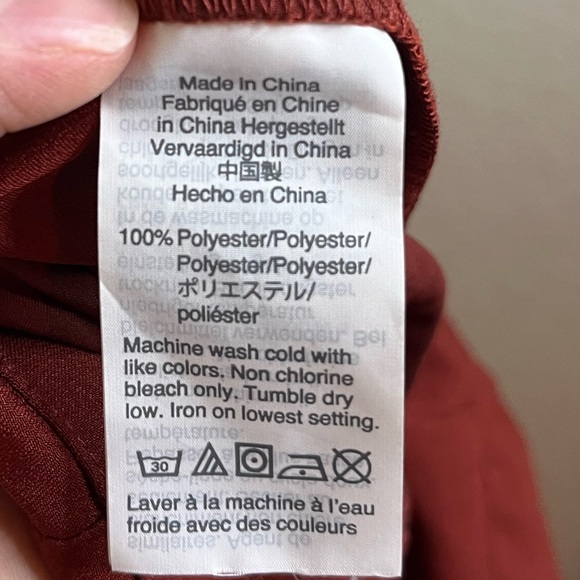 Made in China
Fabriqué en Chine
in China Hergestellt
Vervaardigd in China
中国製
Hecho en China
100% Polyester/Polyester/
Polyester/Polyester/
ポリエステル/
poliéster
Machine wash cold with
like colors. Non chlorine
bleach only. Tumble dry
low. Iron on lowest setting.
30
Laver à la machine à l'eau
froide avec des couleurs